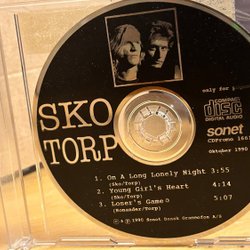 only for p
SKO
TORP
COMPACT
disc
DIGITAL AUDIO
sonet
CDPromo 166
Oktober 1990
1. On A Long Lonely Night 3:55
(Sko/Torp)
2. Young Girl's Heart 4:14
(Sko/Torp)
3. Loser's Game 5:07
(Romander/Torp)
℗ & © 1990 Sonet Dansk Grammofon A/S